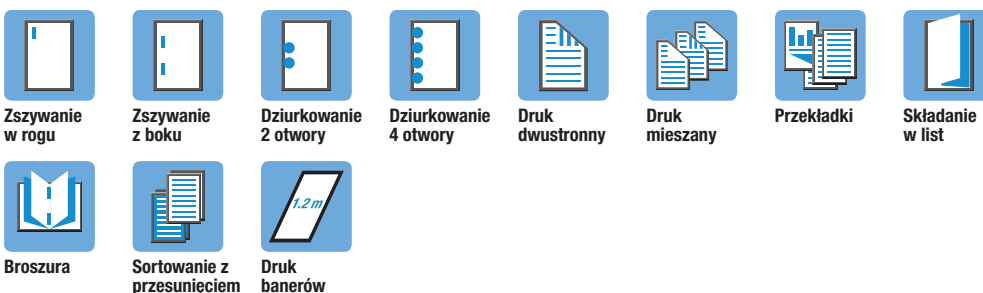 Zszywanie
w rogu
Zszywanie
z boku
Dziurkowanie
2 otwory
Dziurkowanie
4 otwory
Druk
dwustronny
Druk
mieszany
Przekładki
Składanie
w list
1.2 m
Broszura
Sortowanie z
przesunięciem
Druk
banerów